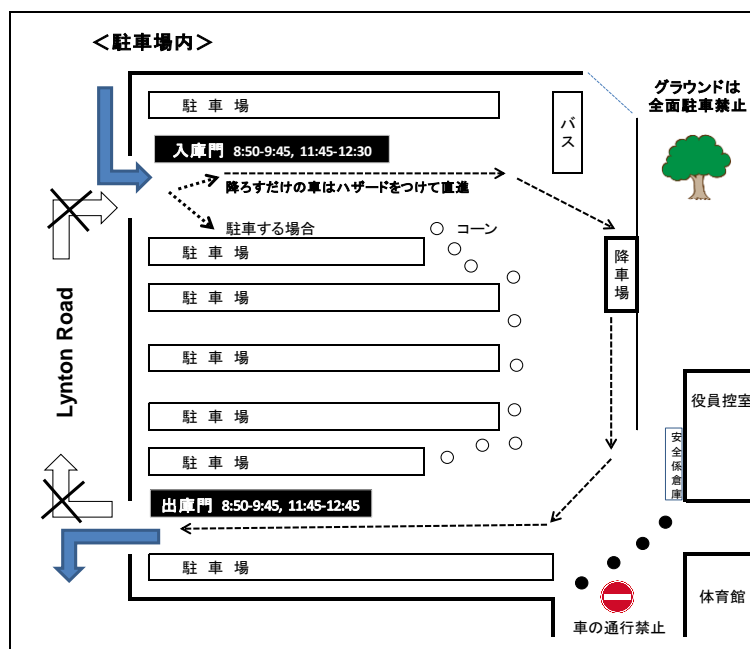 ＜駐車場内＞
グラウンドは
全面駐車禁止
駐 車 場
バス
入庫門 8:50-9:45, 11:45-12:30
降ろすだけの車はハザードをつけて直進
駐車する場合
コーン
駐 車 場
降車場
駐 車 場
Lynton Road
駐 車 場
役員控室
駐 車 場
安全係倉庫
駐 車 場
出庫門 8:50-9:45, 11:45-12:45
駐 車 場
体育館
車の通行禁止